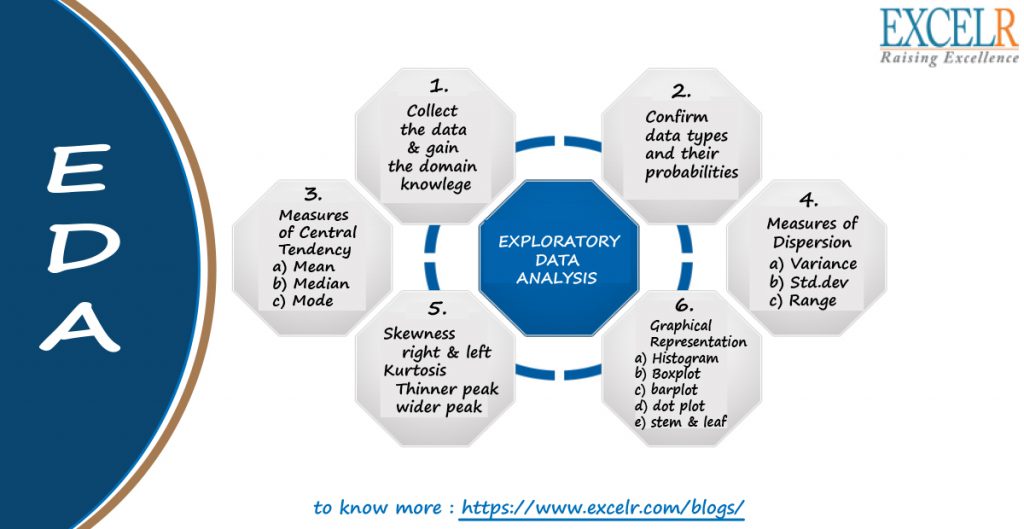 EXCELR
Raising Excellence
E
D
A
1.
Collect
the data
& gain
the domain
knowlege
2.
Confirm
data types
and their
probabilities
3.
Measures
of Central
Tendency
a) Mean
b) Median
c) Mode
EXPLORATORY
DATA
ANALYSIS
4.
Measures of
Dispersion
a) Variance
b) Std.dev
c) Range
5.
Skewness
right & left
Kurtosis
Thinner peak
wider peak
6.
Graphical
Representation
a) Histogram
b) Boxplot
c) barplot
d) dot plot
e) stem & leaf
to know more : https://www.excelr.com/blogs/